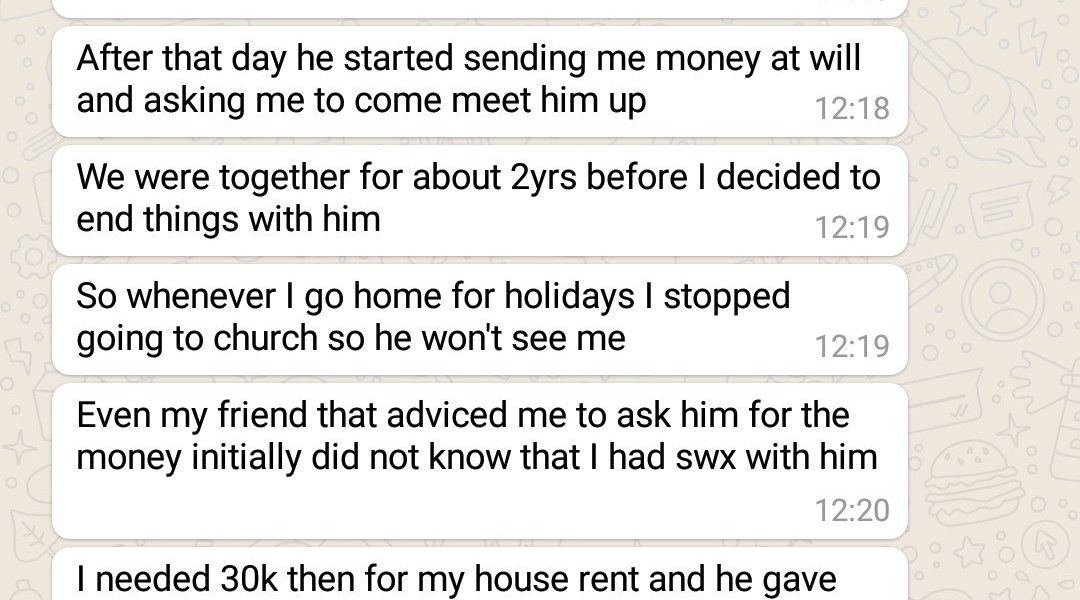 After that day he started sending me money at will
and asking me to come meet him up
12:18
We were together for about 2yrs before I decided to
end things with him
12:19
So whenever I go home for holidays I stopped
going to church so he won't see me
12:19
Even my friend that adviced me to ask him for the
money initially did not know that I had swx with him
12:20
I needed 30k then for my house rent and he gave